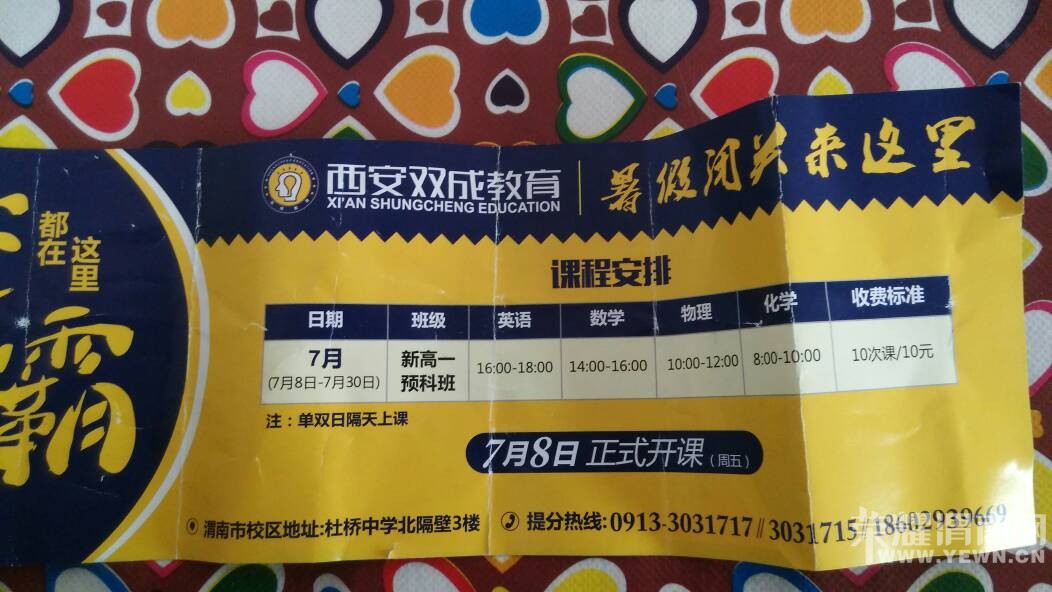 都在
这里
霸
西安双成教育
XI'AN SHUNGCHENG EDUCATION
暑假闭关来这里
课程安排
日期 班级 英语 数学 物理 化学 收费标准
7月 新高一 16:00-18:00 14:00-16:00 10:00-12:00 8:00-10:00 10次课/10元
(7月8日-7月30日) 预科班
注：单双日隔天上课
7月8日 正式开课（周五）
渭南市校区地址:杜桥中学北隔壁3楼 提分热线:0913-3031717//3031715 18602939669
WWW.YEWN.CN